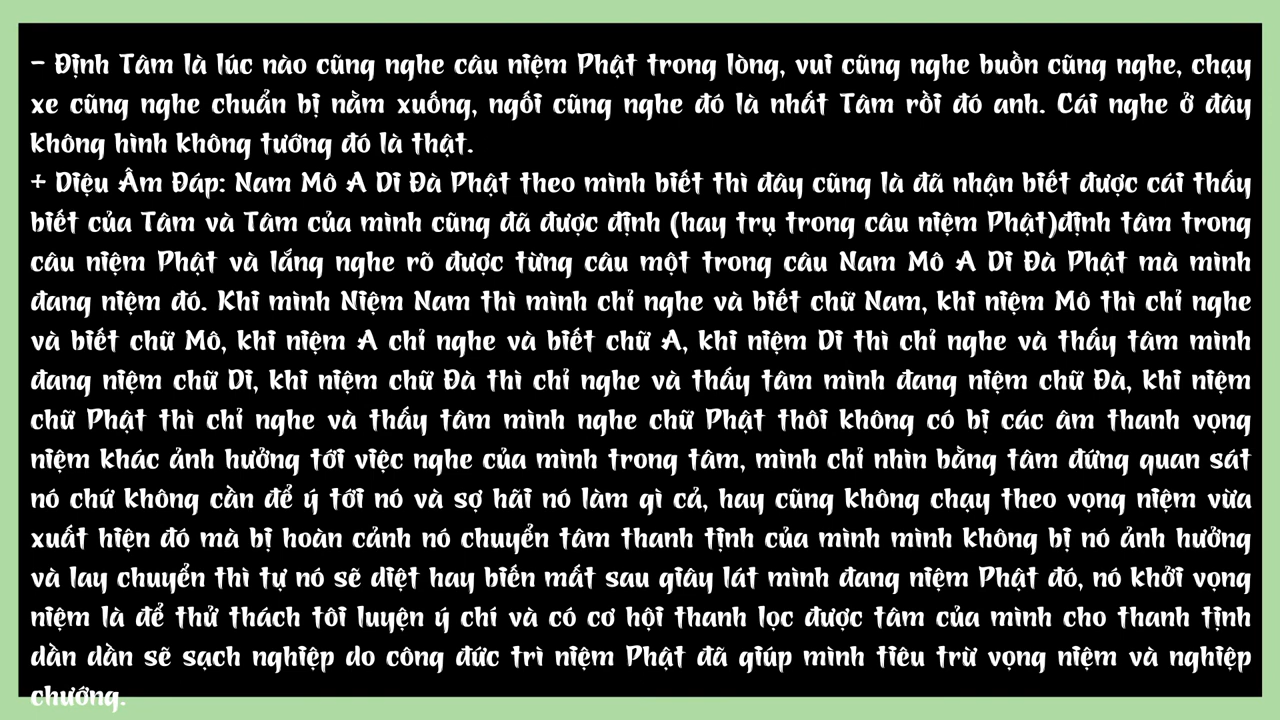 – Định Tâm là lúc nào cũng nghe câu niệm Phật trong lòng, vui cũng nghe buồn cũng nghe, chạy
xe cũng nghe chuẩn bị nằm xuống, ngối cũng nghe đó là nhất Tâm rồi đó anh. Cái nghe ở đây
không hình không tướng đó là thật.
+ Diệu Âm Đáp: Nam Mô A Di Đà Phật theo mình biết thì đây cũng là đã nhận biết được cái thấy
biết của Tâm và Tâm của mình cũng đã được định (hay trụ trong câu niệm Phật)định tâm trong
câu niệm Phật và lắng nghe rõ được từng câu một trong câu Nam Mô A Di Đà Phật mà mình
đang niệm đó. Khi mình Niệm Nam thì mình chỉ nghe và biết chữ Nam, khi niệm Mô thì chỉ nghe
và biết chữ Mô, khi niệm A chỉ nghe và biết chữ A, khi niệm Di thì chỉ nghe và thấy tâm mình
đang niệm chữ Di, khi niệm chữ Đà thì chỉ nghe và thấy tâm mình đang niệm chữ Đà, khi niệm
chữ Phật thì chỉ nghe và thấy tâm mình nghe chữ Phật thôi không có bị các âm thanh vọng
niệm khác ảnh hưởng tới việc nghe của mình trong tâm, mình chỉ nhìn bằng tâm đứng quan sát
nó chứ không cần để ý tới nó và sợ hãi nó làm gì cả, hay cũng không chạy theo vọng niệm vừa
xuất hiện đó mà bị hoàn cảnh nó chuyển tâm thanh tịnh của mình mình không bị nó ảnh hưởng
và lay chuyển thì tự nó sẽ diệt hay biến mất sau giây lát mình đang niệm Phật đó, nó khởi vọng
niệm là để thử thách tôi luyện ý chí và có cơ hội thanh lọc được tâm của mình cho thanh tịnh
dần dần sẽ sạch nghiệp do công đức trì niệm Phật đã giúp mình tiêu trừ vọng niệm và nghiệp
chướng.